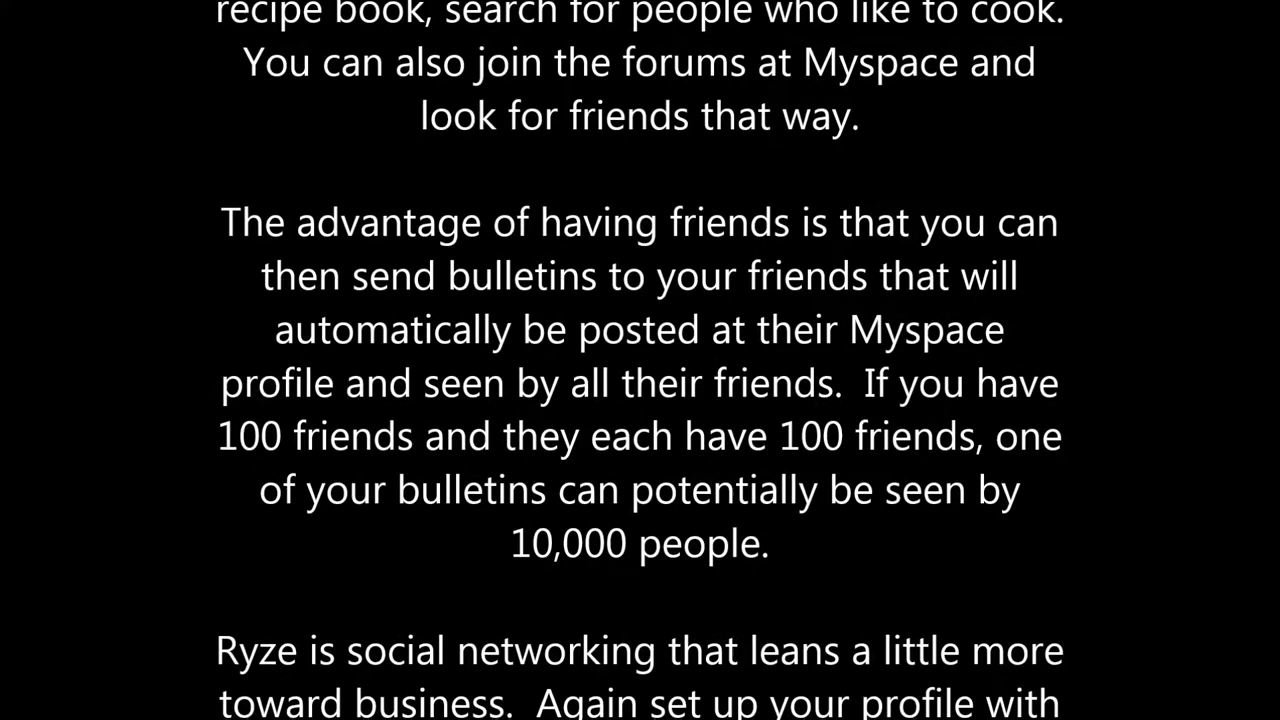 recipe book, search for people who like to cook.
You can also join the forums at Myspace and
look for friends that way.
The advantage of having friends is that you can
then send bulletins to your friends that will
automatically be posted at their Myspace
profile and seen by all their friends.  If you have
100 friends and they each have 100 friends, one
of your bulletins can potentially be seen by
10,000 people.
Ryze is social networking that leans a little more
toward business.  Again set up your profile with